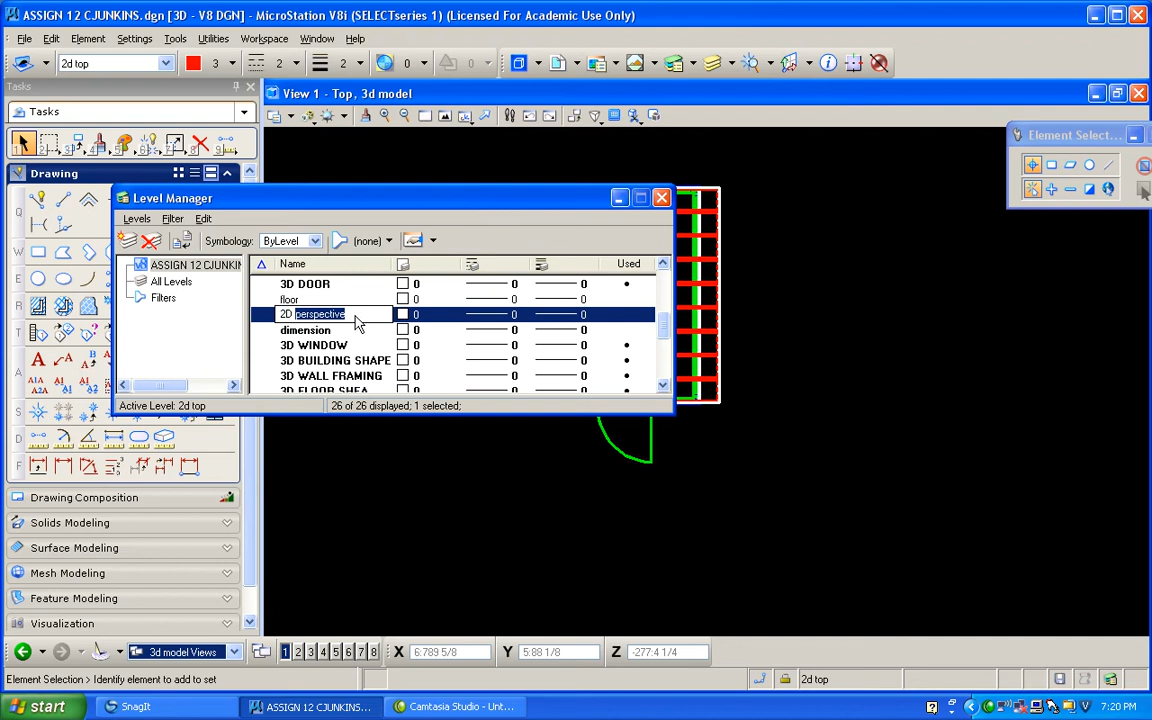 ASSIGN 12 CJUNKINS.dgn [3D - V8 DGN] - MicroStation V8i (SELECTseries 1) (Licensed For Academic Use Only)
File Edit Element Settings Tools Utilities Workspace Window Help
2d top 3 2 2 0 0
Tasks
View 1 - Top, 3d model
Tasks
Element Selec...
Drawing
Level Manager
Levels Filter Edit
Symbology: ByLevel (none)
ASSIGN 12 CJUNKIN
All Levels
Filters
Name Used
3D DOOR 0 0 0
floor 0 0 0
2D perspective 0 0 0
dimension 0 0 0
3D WINDOW 0 0 0
3D BUILDING SHAPE 0 0 0
3D WALL FRAMING 0 0 0
3D FLOOR SHEA 0 0 0
Active Level: 2d top 26 of 26 displayed; 1 selected;
Q
W
E
R
T
A
S
D
F
Drawing Composition
Solids Modeling
Surface Modeling
Mesh Modeling
Feature Modeling
Visualization
3d model Views 1 2 3 4 5 6 7 8 X 6:789 5/8 Y 5:88 1/8 Z -277:4 1/4
Element Selection > Identify element to add to set 2d top
start SnagIt ASSIGN 12 CJUNKINS... Camtasia Studio - Unt... 7:20 PM